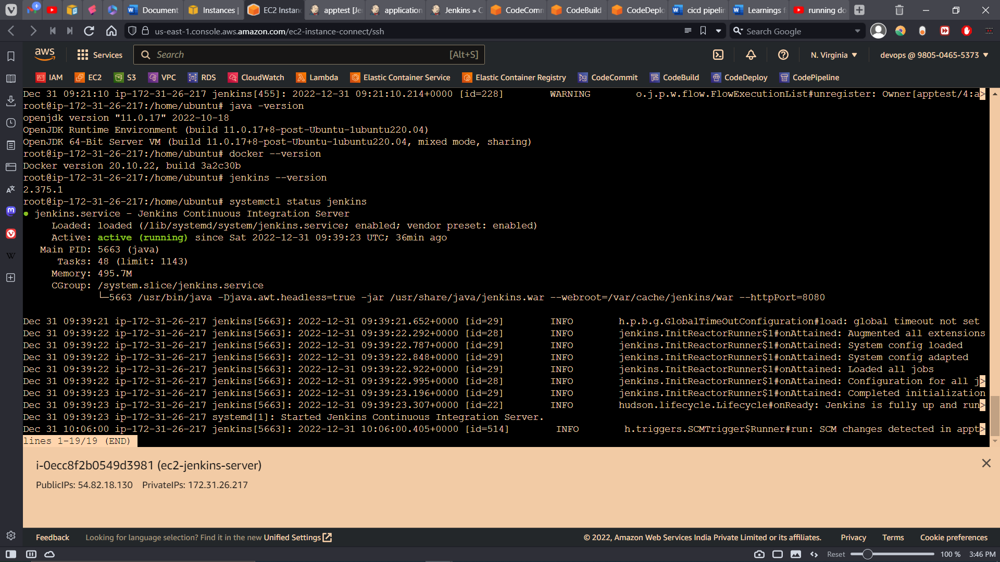 Document
Instances |
EC2 Instan
apptest [Je
application
Jenkins » C
CodeComm
CodeBuild
CodeDeplo
cicd pipelin
Learnings f
running do
us-east-1.console.aws.amazon.com/ec2-instance-connect/ssh
Search Google
aws
Services
Search
[Alt+S]
N. Virginia
devops @ 9805-0465-5373
IAM
EC2
S3
VPC
RDS
CloudWatch
Lambda
Elastic Container Service
Elastic Container Registry
CodeCommit
CodeBuild
CodeDeploy
CodePipeline
Dec 31 09:21:10 ip-172-31-26-217 jenkins[455]: 2022-12-31 09:21:10.214+0000 [id=228] WARNING o.j.p.w.flow.FlowExecutionList#unregister: Owner[apptest/4:a>
root@ip-172-31-26-217:/home/ubuntu# java -version
openjdk version "11.0.17" 2022-10-18
OpenJDK Runtime Environment (build 11.0.17+8-post-Ubuntu-1ubuntu220.04)
OpenJDK 64-Bit Server VM (build 11.0.17+8-post-Ubuntu-1ubuntu220.04, mixed mode, sharing)
root@ip-172-31-26-217:/home/ubuntu# docker --version
Docker version 20.10.22, build 3a2c30b
root@ip-172-31-26-217:/home/ubuntu# jenkins --version
2.375.1
root@ip-172-31-26-217:/home/ubuntu# systemctl status jenkins
● jenkins.service - Jenkins Continuous Integration Server
Loaded: loaded (/lib/systemd/system/jenkins.service; enabled; vendor preset: enabled)
Active: active (running) since Sat 2022-12-31 09:39:23 UTC; 36min ago
Main PID: 5663 (java)
Tasks: 48 (limit: 1143)
Memory: 495.7M
CGroup: /system.slice/jenkins.service
└─5663 /usr/bin/java -Djava.awt.headless=true -jar /usr/share/java/jenkins.war --webroot=/var/cache/jenkins/war --httpPort=8080
Dec 31 09:39:21 ip-172-31-26-217 jenkins[5663]: 2022-12-31 09:39:21.652+0000 [id=29] INFO h.p.b.g.GlobalTimeOutConfiguration#load: global timeout not set
Dec 31 09:39:22 ip-172-31-26-217 jenkins[5663]: 2022-12-31 09:39:22.292+0000 [id=28] INFO jenkins.InitReactorRunner$1#onAttained: Augmented all extensions
Dec 31 09:39:22 ip-172-31-26-217 jenkins[5663]: 2022-12-31 09:39:22.787+0000 [id=29] INFO jenkins.InitReactorRunner$1#onAttained: System config loaded
Dec 31 09:39:22 ip-172-31-26-217 jenkins[5663]: 2022-12-31 09:39:22.848+0000 [id=29] INFO jenkins.InitReactorRunner$1#onAttained: System config adapted
Dec 31 09:39:22 ip-172-31-26-217 jenkins[5663]: 2022-12-31 09:39:22.922+0000 [id=29] INFO jenkins.InitReactorRunner$1#onAttained: Loaded all jobs
Dec 31 09:39:22 ip-172-31-26-217 jenkins[5663]: 2022-12-31 09:39:22.995+0000 [id=28] INFO jenkins.InitReactorRunner$1#onAttained: Configuration for all j>
Dec 31 09:39:23 ip-172-31-26-217 jenkins[5663]: 2022-12-31 09:39:23.196+0000 [id=29] INFO jenkins.InitReactorRunner$1#onAttained: Completed initialization
Dec 31 09:39:23 ip-172-31-26-217 jenkins[5663]: 2022-12-31 09:39:23.307+0000 [id=22] INFO hudson.lifecycle.Lifecycle#onReady: Jenkins is fully up and run>
Dec 31 09:39:23 ip-172-31-26-217 systemd[1]: Started Jenkins Continuous Integration Server.
Dec 31 10:06:00 ip-172-31-26-217 jenkins[5663]: 2022-12-31 10:06:00.405+0000 [id=514] INFO h.triggers.SCMTrigger$Runner#run: SCM changes detected in appt>
lines 1-19/19 (END)
i-0ecc8f2b0549d3981 (ec2-jenkins-server)
PublicIPs: 54.82.18.130 PrivateIPs: 172.31.26.217
Feedback
Looking for language selection? Find it in the new Unified Settings
© 2022, Amazon Web Services India Private Limited or its affiliates.
Privacy
Terms
Cookie preferences
Reset
100 %
3:46 PM